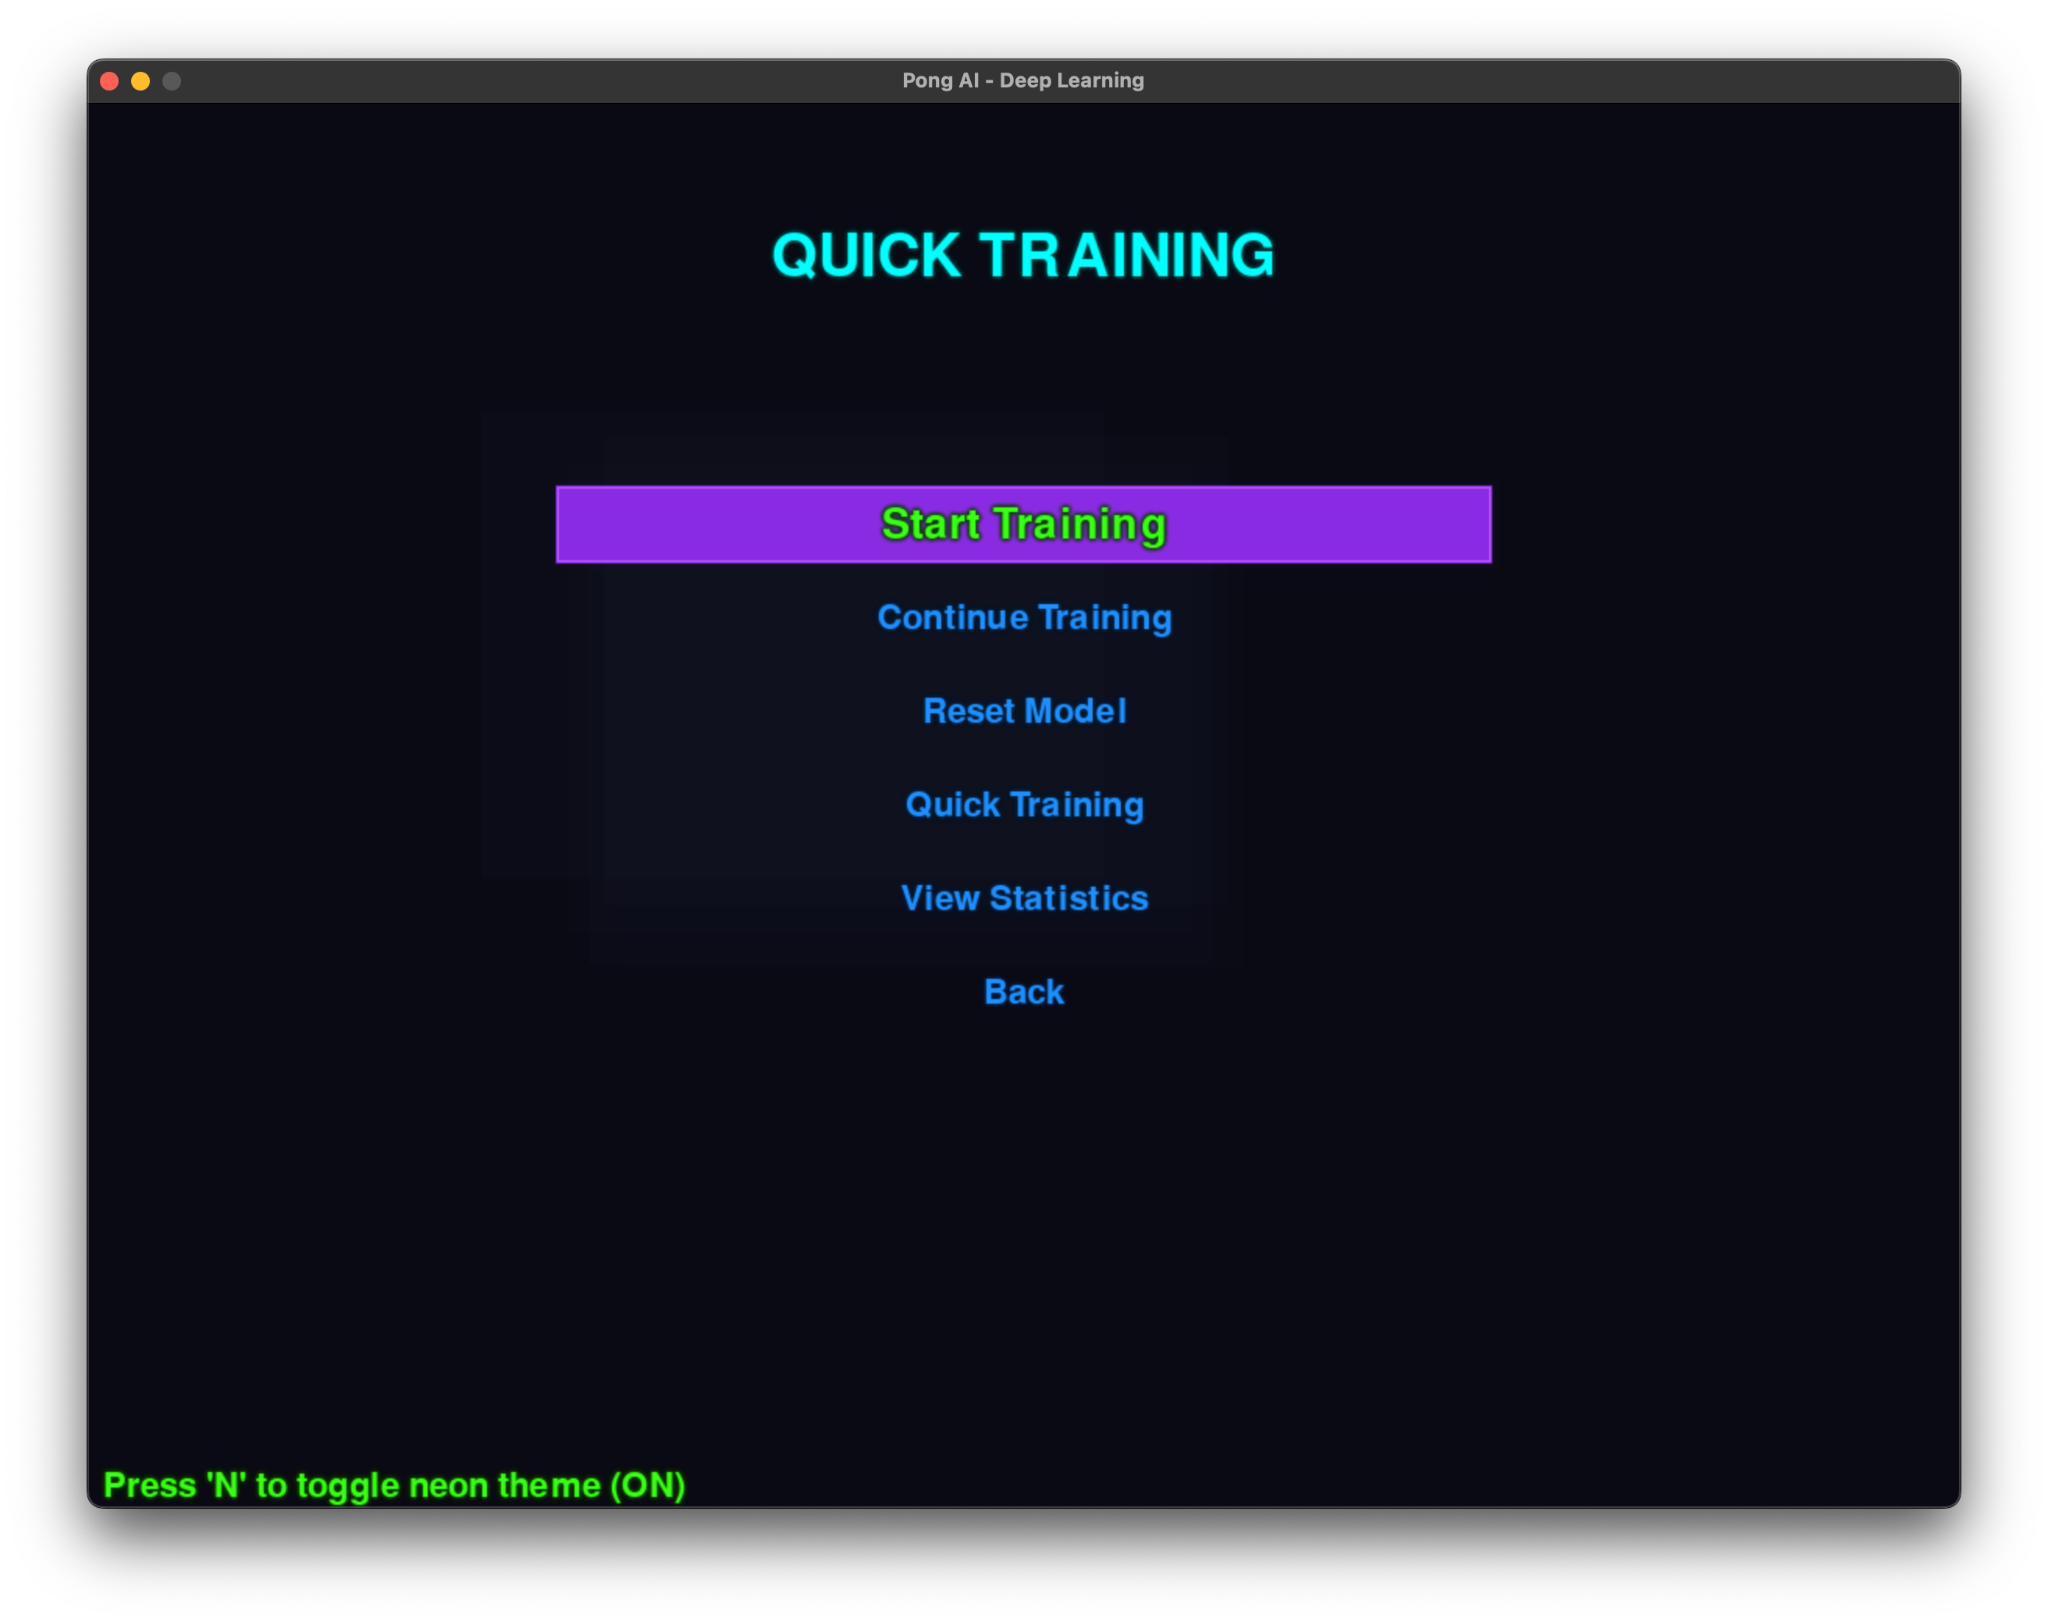 Pong AI - Deep Learning
QUICK TRAINING
Start Training
Continue Training
Reset Model
Quick Training
View Statistics
Back
Press 'N' to toggle neon theme (ON)